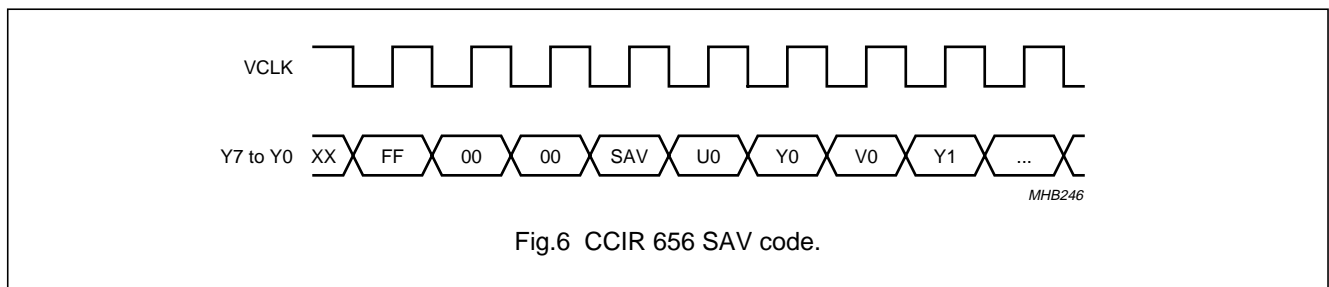 VCLK
Y7 to Y0 XX FF 00 00 SAV U0 Y0 V0 Y1 ...
MHB246
Fig.6 CCIR 656 SAV code.